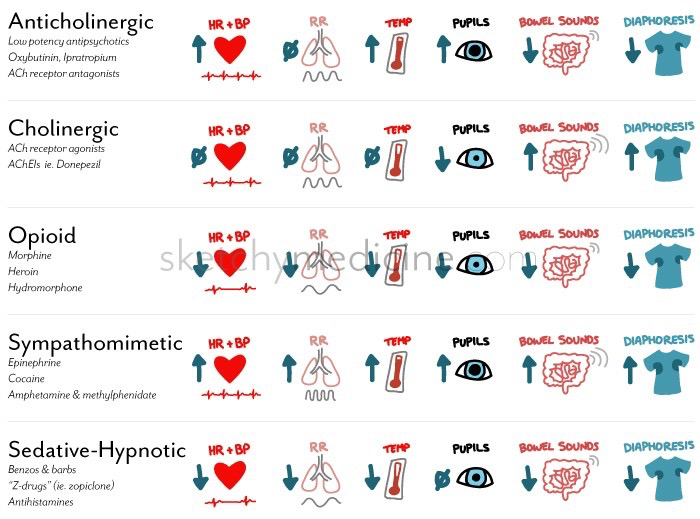 Anticholinergic
Low potency antipsychotics
Oxybutinin, Ipratropium
ACh receptor antagonists
HR + BP
RR
TEMP
PUPILS
BOWEL SOUNDS
DIAPHORESIS
Cholinergic
ACh receptor agonists
AChEIs ie. Donepezil
HR + BP
RR
TEMP
PUPILS
BOWEL SOUNDS
DIAPHORESIS
Opioid
Morphine
Heroin
Hydromorphone
HR + BP
RR
TEMP
PUPILS
BOWEL SOUNDS
DIAPHORESIS
sketchymedicine.com
Sympathomimetic
Epinephrine
Cocaine
Amphetamine & methylphenidate
HR + BP
RR
TEMP
PUPILS
BOWEL SOUNDS
DIAPHORESIS
Sedative-Hypnotic
Benzos & barbs
“Z-drugs” (ie. zopiclone)
Antihistamines
HR + BP
RR
TEMP
PUPILS
BOWEL SOUNDS
DIAPHORESIS